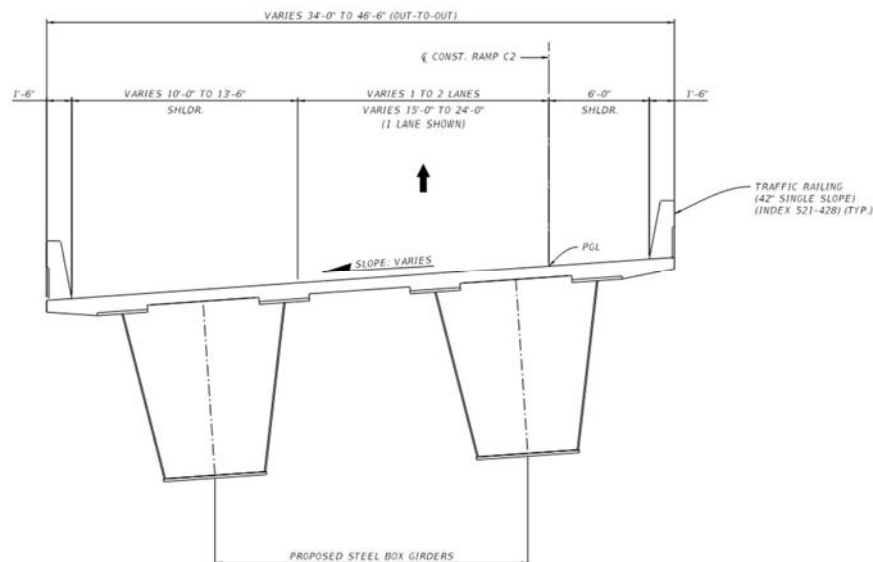 VARIES 34'-0" TO 46'-6" (OUT-TO-OUT)
℄ CONST. RAMP C2
1'-6"
VARIES 10'-0" TO 13'-6"
SHLDR.
VARIES 1 TO 2 LANES
VARIES 15'-0" TO 24'-0"
(1 LANE SHOWN)
6'-0"
SHLDR.
1'-6"
TRAFFIC RAILING
(42" SINGLE SLOPE)
(INDEX 521-428) (TYP.)
PGL
SLOPE: VARIES
PROPOSED STEEL BOX GIRDERS